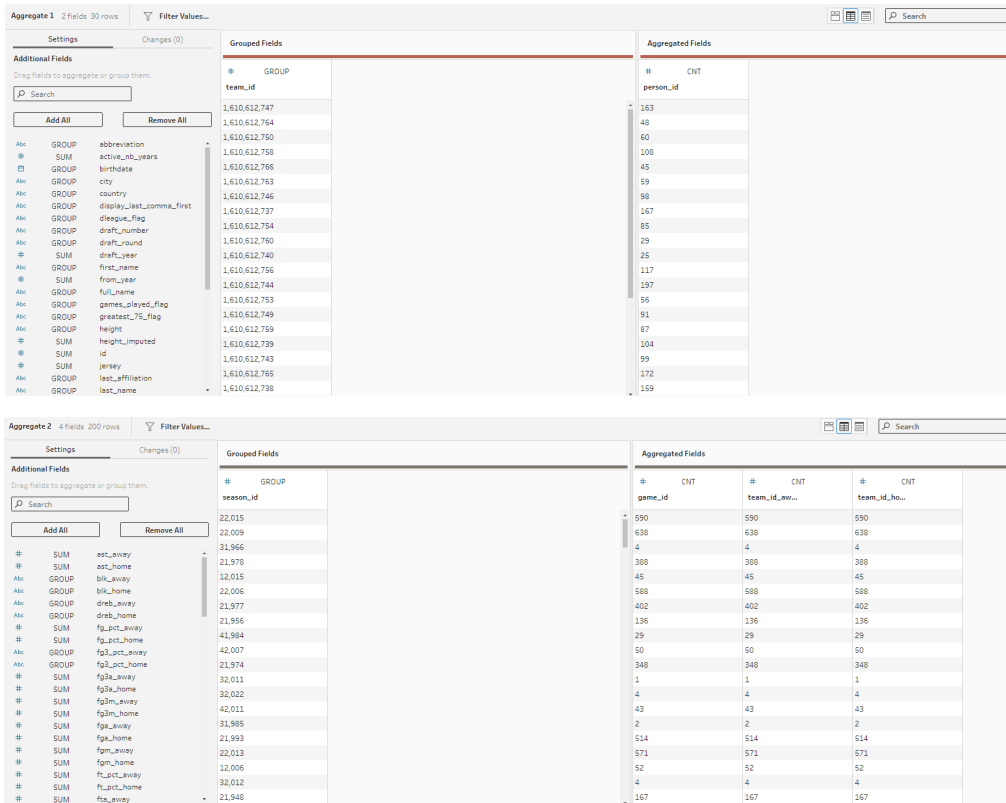 Aggregate 1 2 fields 30 rows Filter Values... Search
Settings Changes (0)
Additional Fields
Drag fields to aggregate or group them.
Search
Add All Remove All
Abc GROUP abbreviation
# SUM active_nb_years
GROUP birthdate
Abc GROUP city
Abc GROUP country
Abc GROUP display_last_comma_first
Abc GROUP dleague_flag
Abc GROUP draft_number
Abc GROUP draft_round
# SUM draft_year
Abc GROUP first_name
# SUM from_year
Abc GROUP full_name
Abc GROUP games_played_flag
Abc GROUP greatest_75_flag
Abc GROUP height
# SUM height_imputed
# SUM id
# SUM jersey
Abc GROUP last_affiliation
Abc GROUP last_name
Grouped Fields
# GROUP
team_id
1,610,612,747
1,610,612,764
1,610,612,750
1,610,612,758
1,610,612,766
1,610,612,763
1,610,612,746
1,610,612,737
1,610,612,754
1,610,612,760
1,610,612,740
1,610,612,756
1,610,612,744
1,610,612,753
1,610,612,749
1,610,612,759
1,610,612,739
1,610,612,743
1,610,612,765
1,610,612,738
Aggregated Fields
# CNT
person_id
163
48
60
108
45
59
98
167
85
29
25
117
197
56
91
87
104
99
172
159
Aggregate 2 4 fields 200 rows Filter Values... Search
Settings Changes (0)
Additional Fields
Drag fields to aggregate or group them.
Search
Add All Remove All
# SUM ast_away
# SUM ast_home
Abc GROUP blk_away
Abc GROUP blk_home
Abc GROUP dreb_away
Abc GROUP dreb_home
# SUM fg_pct_away
# SUM fg_pct_home
Abc GROUP fg3_pct_away
Abc GROUP fg3_pct_home
# SUM fg3a_away
# SUM fg3a_home
# SUM fg3m_away
# SUM fg3m_home
# SUM fga_away
# SUM fga_home
# SUM fgm_away
# SUM fgm_home
# SUM ft_pct_away
# SUM ft_pct_home
# SUM fta_away
Grouped Fields
# GROUP
season_id
22,015
22,009
31,966
21,978
12,015
22,006
21,977
21,956
41,984
42,007
21,974
32,011
32,022
42,011
31,985
21,993
22,013
12,006
32,012
21,948
Aggregated Fields
# CNT # CNT # CNT
game_id team_id_aw... team_id_ho...
590 590 590
638 638 638
4 4 4
388 388 388
45 45 45
588 588 588
402 402 402
136 136 136
29 29 29
50 50 50
348 348 348
1 1 1
4 4 4
43 43 43
2 2 2
514 514 514
571 571 571
52 52 52
4 4 4
167 167 167